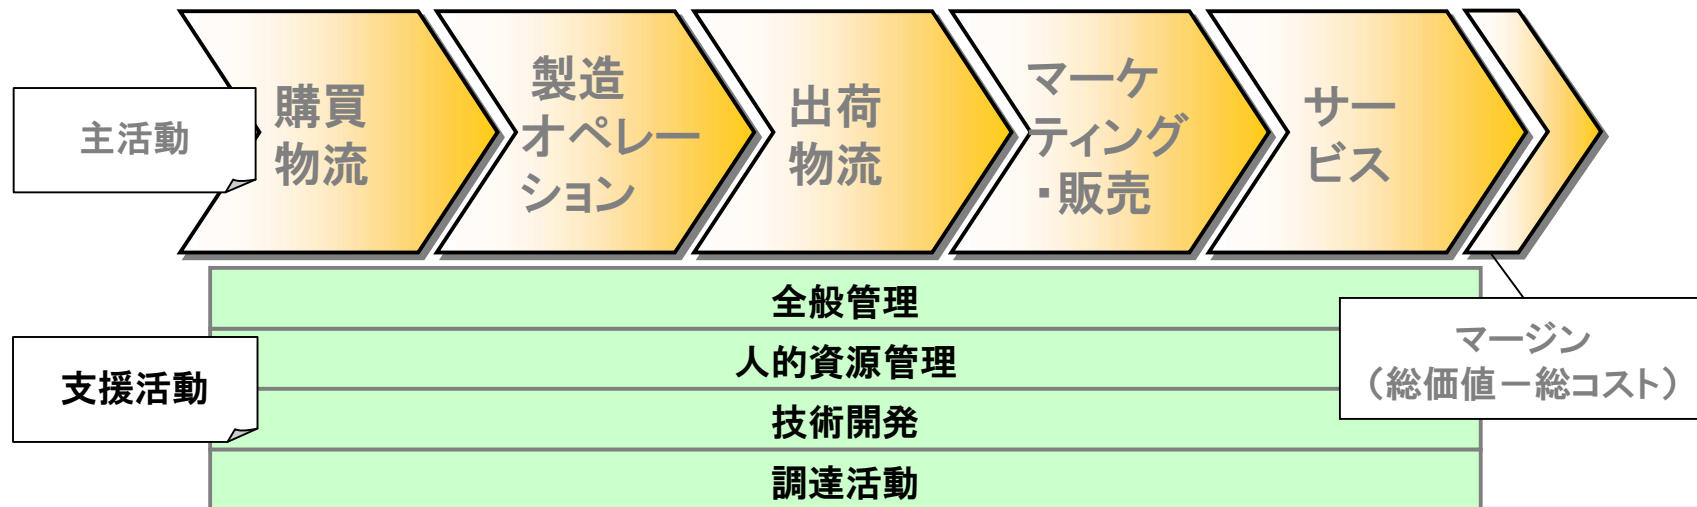 主活動
購買
物流
製造
オペレー
ション
出荷
物流
マーケ
ティング
・販売
サー
ビス
全般管理
人的資源管理
技術開発
調達活動
支援活動
マージン
（総価値－総コスト）